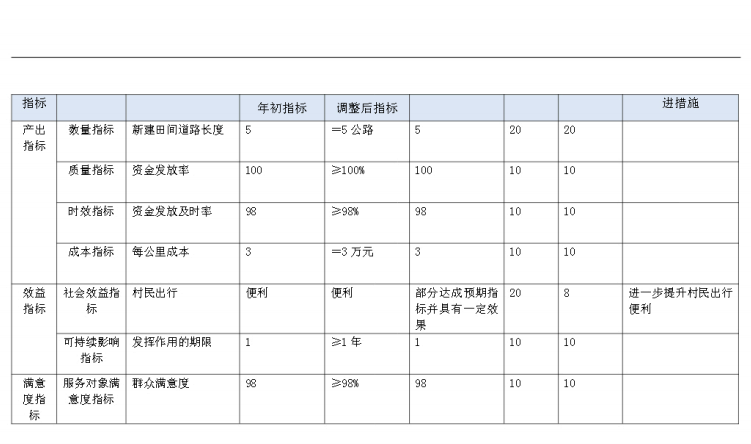 指标 年初指标 调整后指标 进措施
产出指标 数量指标 新建田间道路长度 5 =5 公路 5 20 20
质量指标 资金发放率 100 ≥100% 100 10 10
时效指标 资金发放及时率 98 ≥98% 98 10 10
成本指标 每公里成本 3 =3 万元 3 10 10
效益指标 社会效益指标 村民出行 便利 便利 部分达成预期指标并具有一定效果 20 8 进一步提升村民出行便利
可持续影响指标 发挥作用的期限 1 ≥1 年 1 10 10
满意度指标 服务对象满意度指标 群众满意度 98 ≥98% 98 10 10